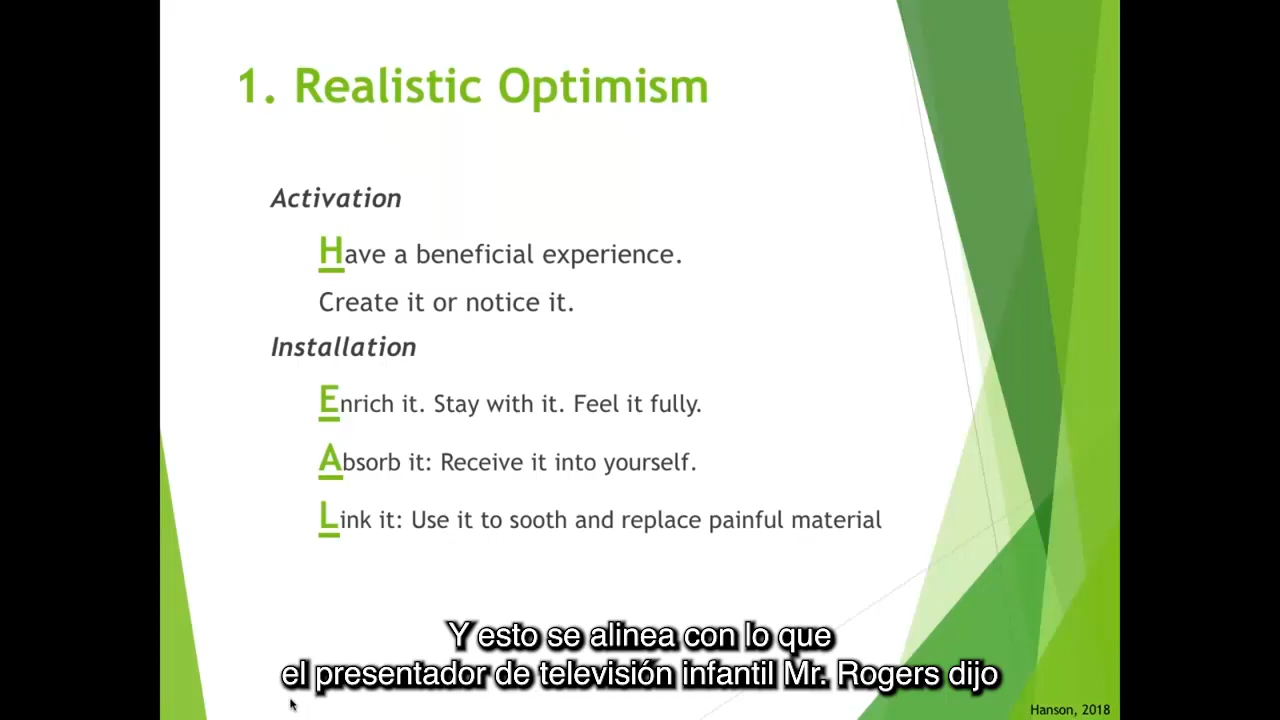 1. Realistic Optimism
Activation
Have a beneficial experience.
Create it or notice it.
Installation
Enrich it. Stay with it. Feel it fully.
Absorb it: Receive it into yourself.
Link it: Use it to sooth and replace painful material
Y esto se alinea con lo que
el presentador de televisión infantil Mr. Rogers dijo
Hanson, 2018